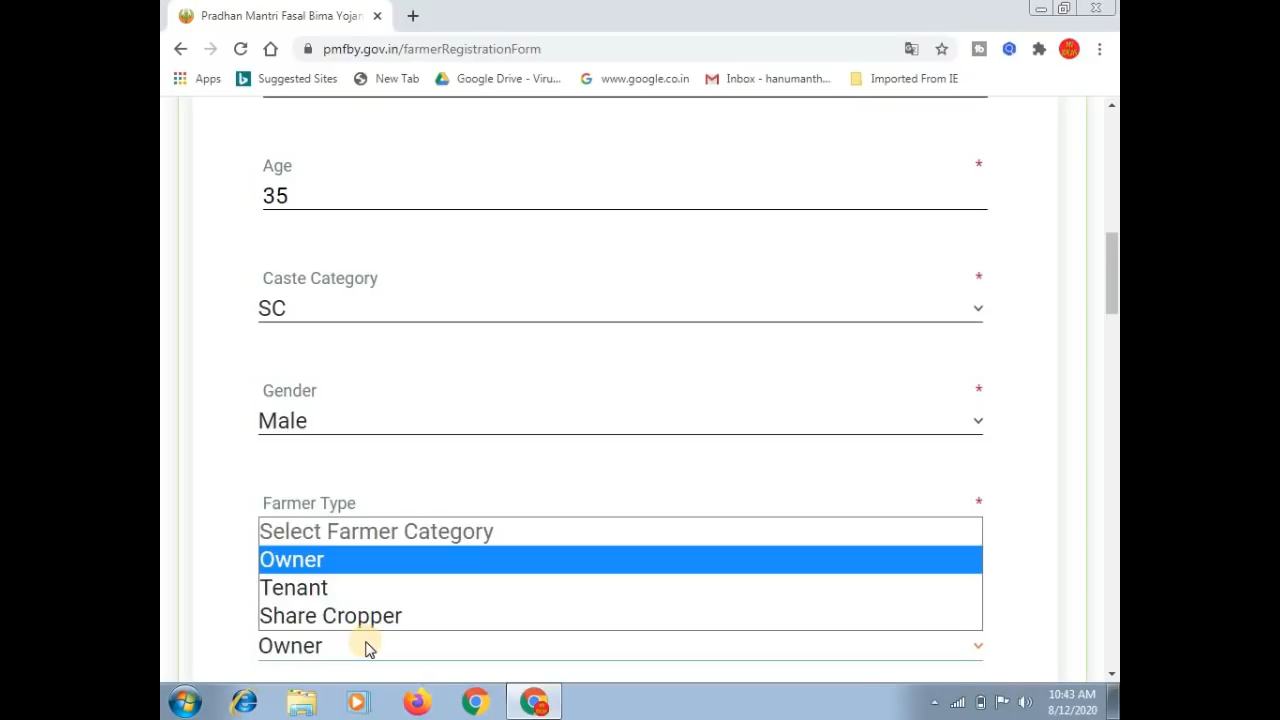 Pradhan Mantri Fasal Bima Yojan
pmfby.gov.in/farmerRegistrationForm
Apps
Suggested Sites
New Tab
Google Drive - Viru...
www.google.co.in
Inbox - hanumanth...
Imported From IE
Age *
35
Caste Category *
SC
Gender *
Male
Farmer Type *
Select Farmer Category
Owner
Tenant
Share Cropper
Owner
10:43 AM
8/12/2020